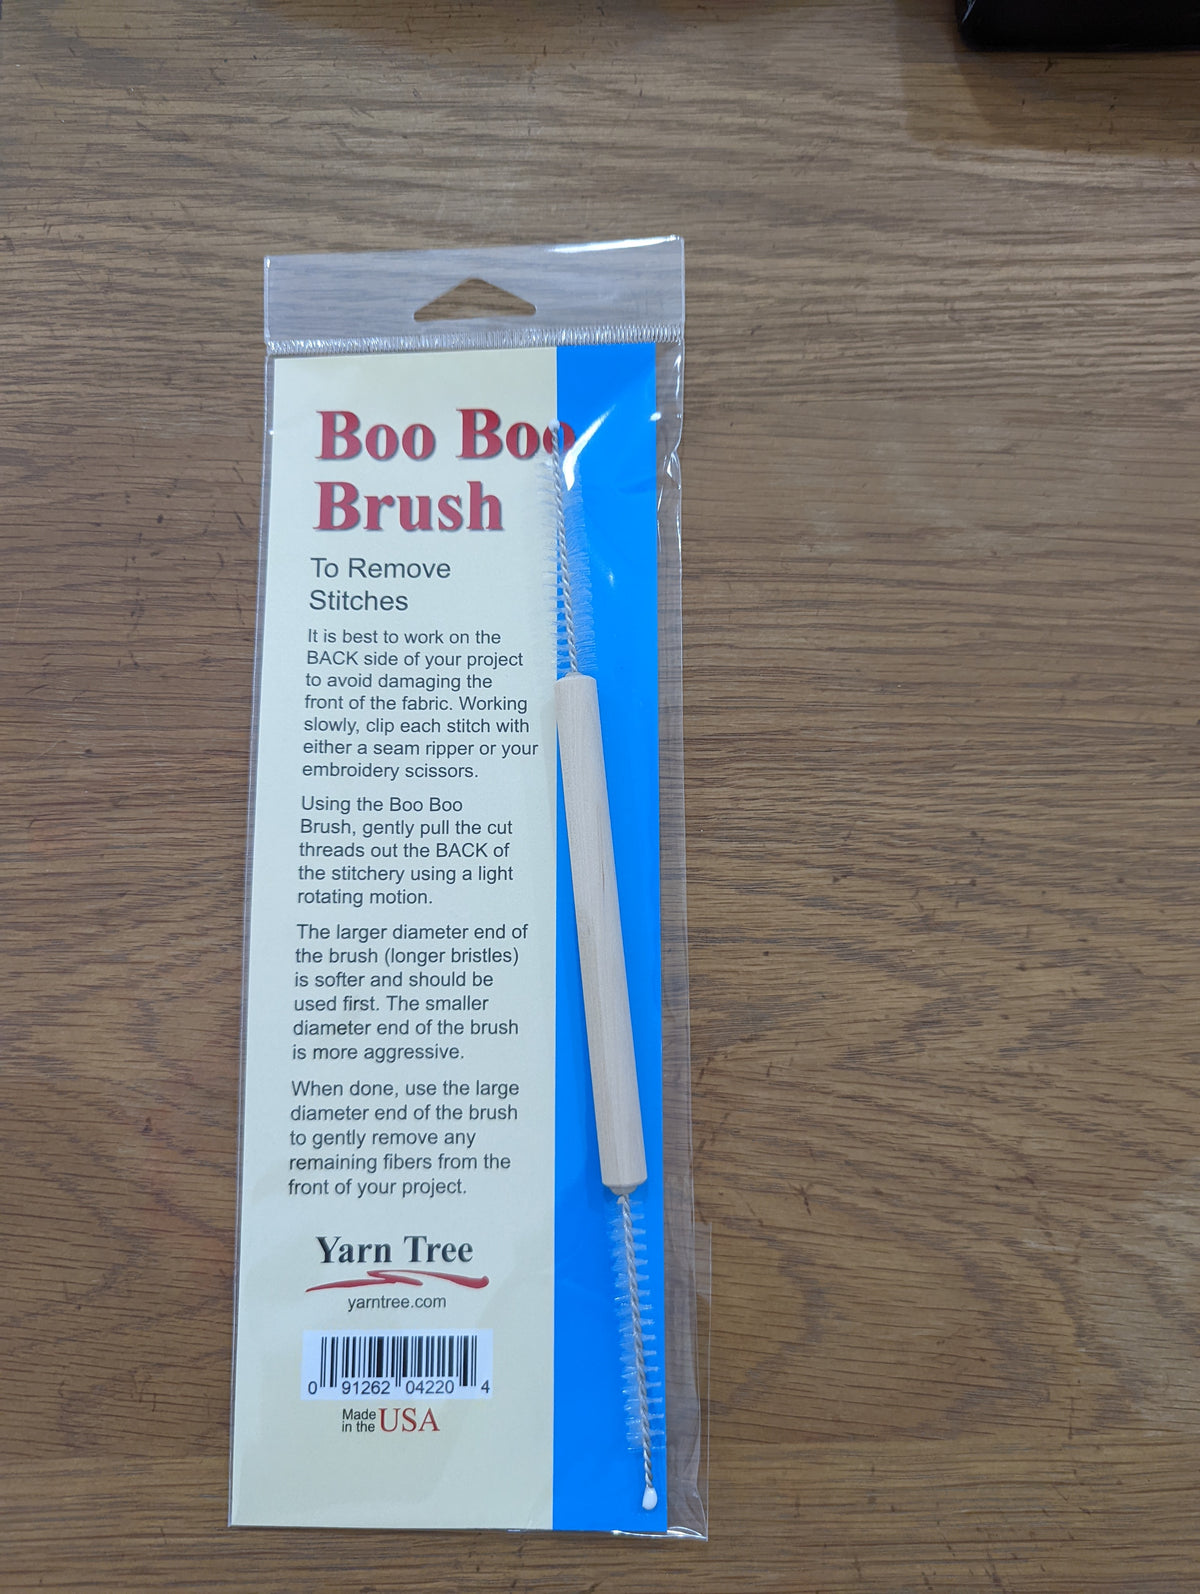 Boo Boo
Brush
To Remove
Stitches
It is best to work on the
BACK side of your project
to avoid damaging the
front of the fabric. Working
slowly, clip each stitch with
either a seam ripper or your
embroidery scissors.
Using the Boo Boo
Brush, gently pull the cut
threads out the BACK of
the stitchery using a light
rotating motion.
The larger diameter end of
the brush (longer bristles)
is softer and should be
used first. The smaller
diameter end of the brush
is more aggressive.
When done, use the large
diameter end of the brush
to gently remove any
remaining fibers from the
front of your project.
Yarn Tree
yarntree.com
0 91262 04220 4
Made
in the USA